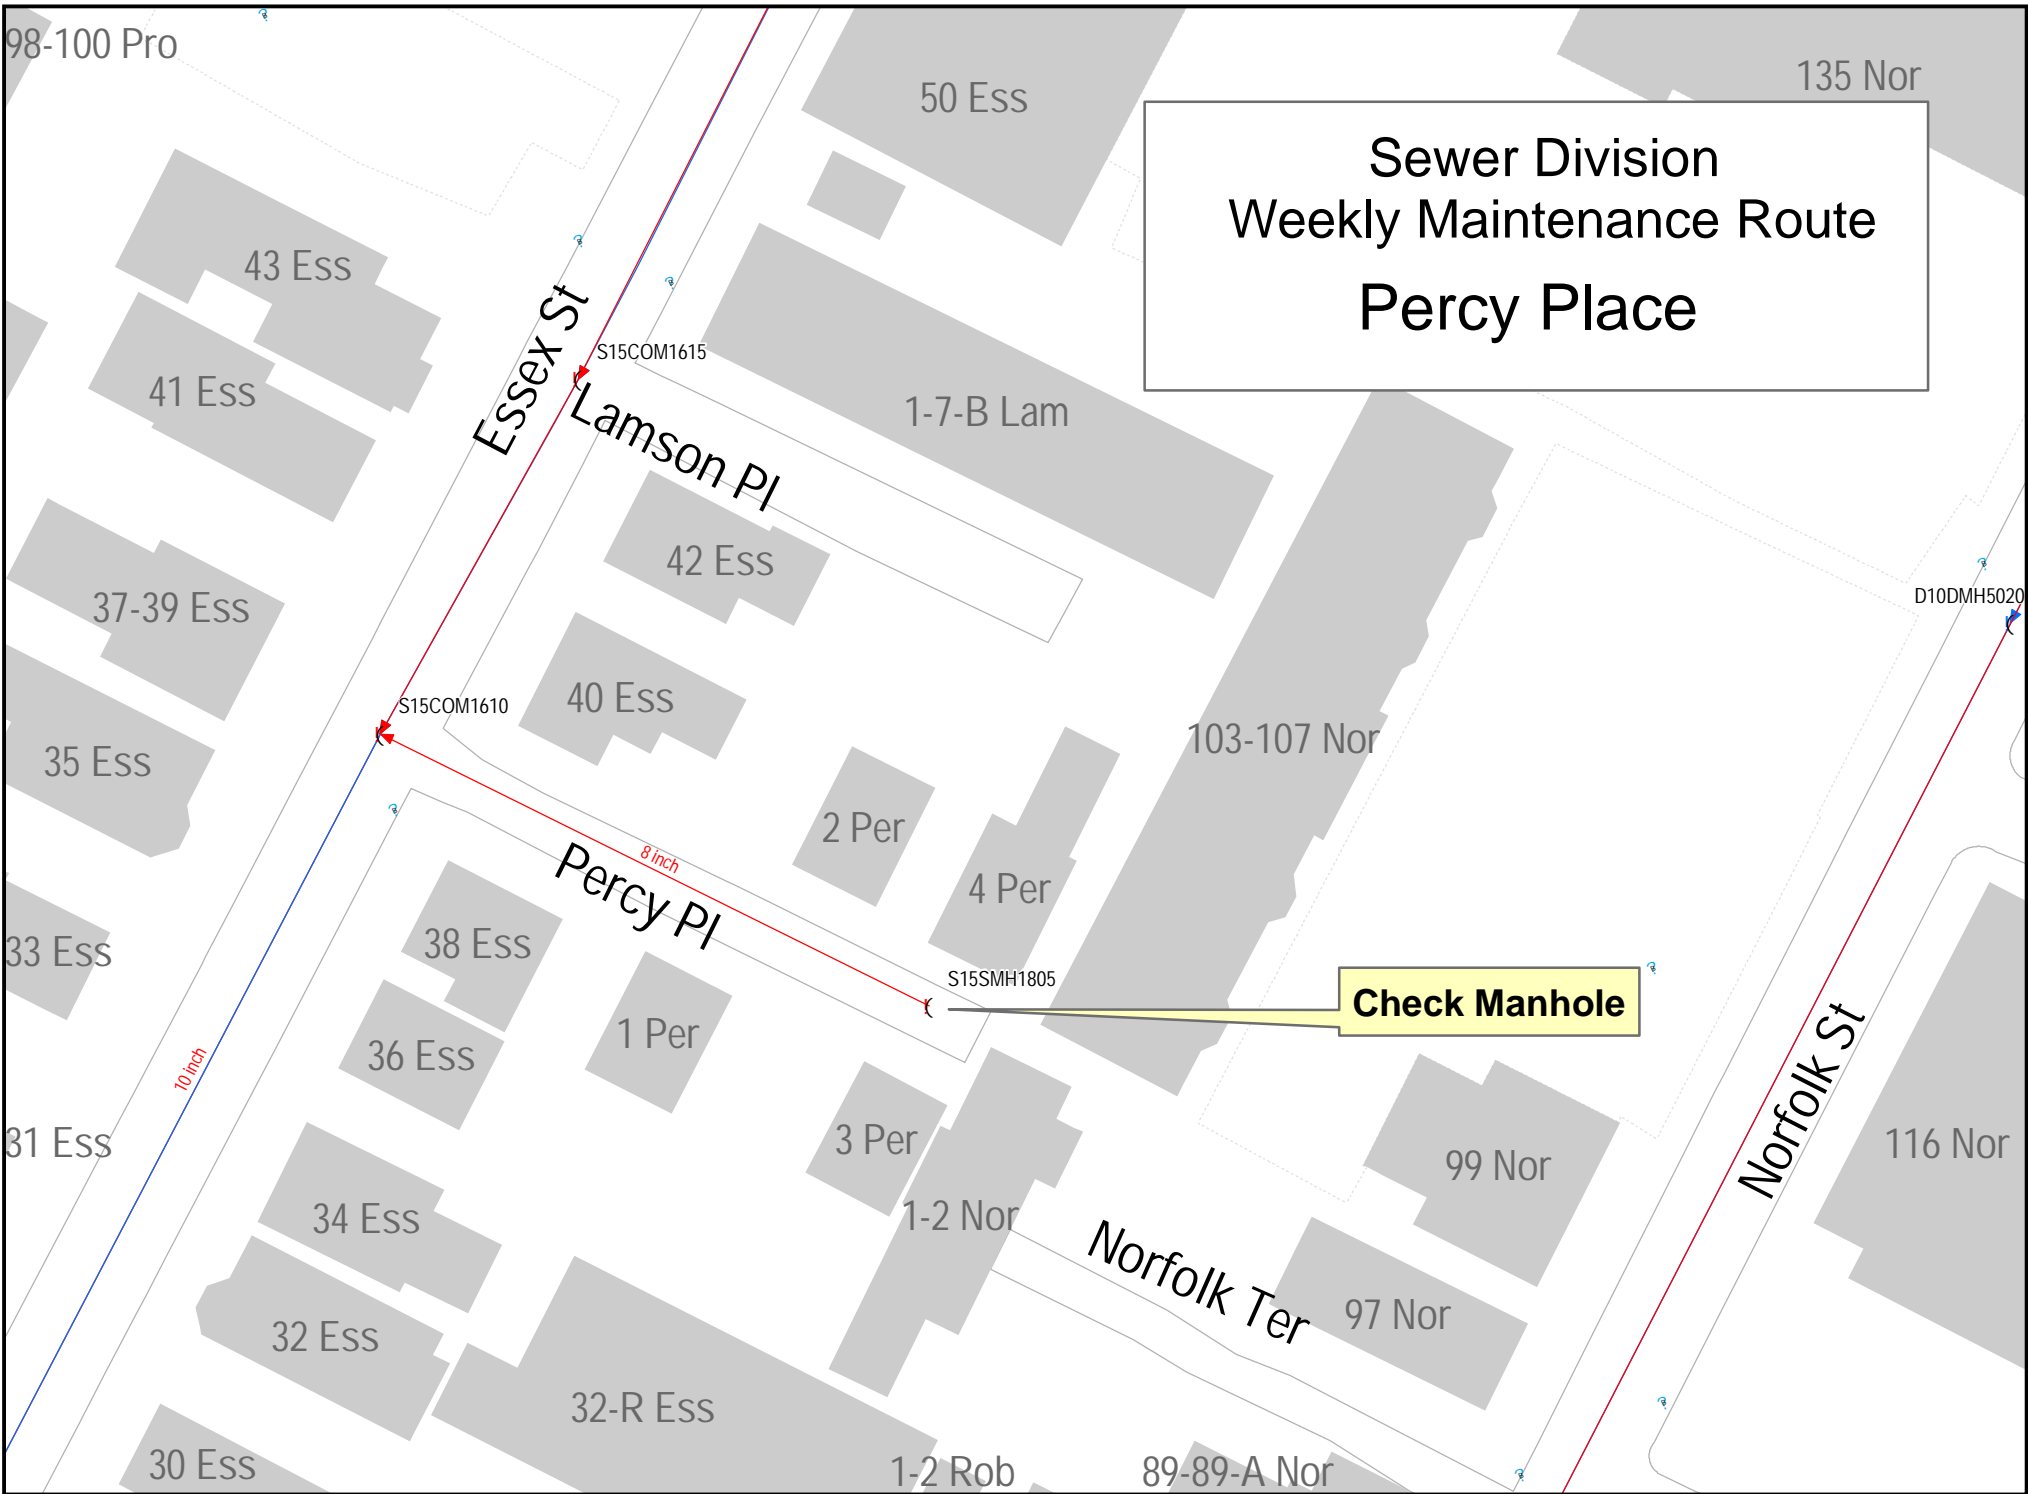 98-100 Pro
50 Ess
135 Nor
Sewer Division
Weekly Maintenance Route
Percy Place
43 Ess
Essex St
S15COM1615
41 Ess
Lamson Pl
1-7-B Lam
42 Ess
37-39 Ess
D10DMH5020
40 Ess
S15COM1610
35 Ess
103-107 Nor
2 Per
8 inch
Percy Pl
4 Per
38 Ess
33 Ess
S15SMH1805
Check Manhole
1 Per
36 Ess
10 inch
Norfolk St
31 Ess
3 Per
99 Nor
116 Nor
34 Ess
1-2 Nor
Norfolk Ter
97 Nor
32 Ess
32-R Ess
30 Ess
1-2 Rob
89-89-A Nor